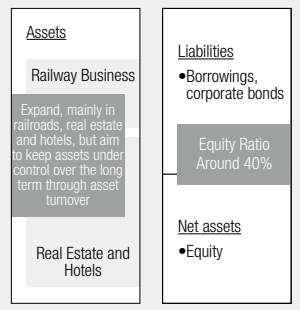 Assets
Railway Business
Expand, mainly in
railroads, real estate
and hotels, but aim
to keep assets under
control over the long
term through asset
turnover
Real Estate and
Hotels
Liabilities
•Borrowings,
corporate bonds
Equity Ratio
Around 40%
Net assets
•Equity